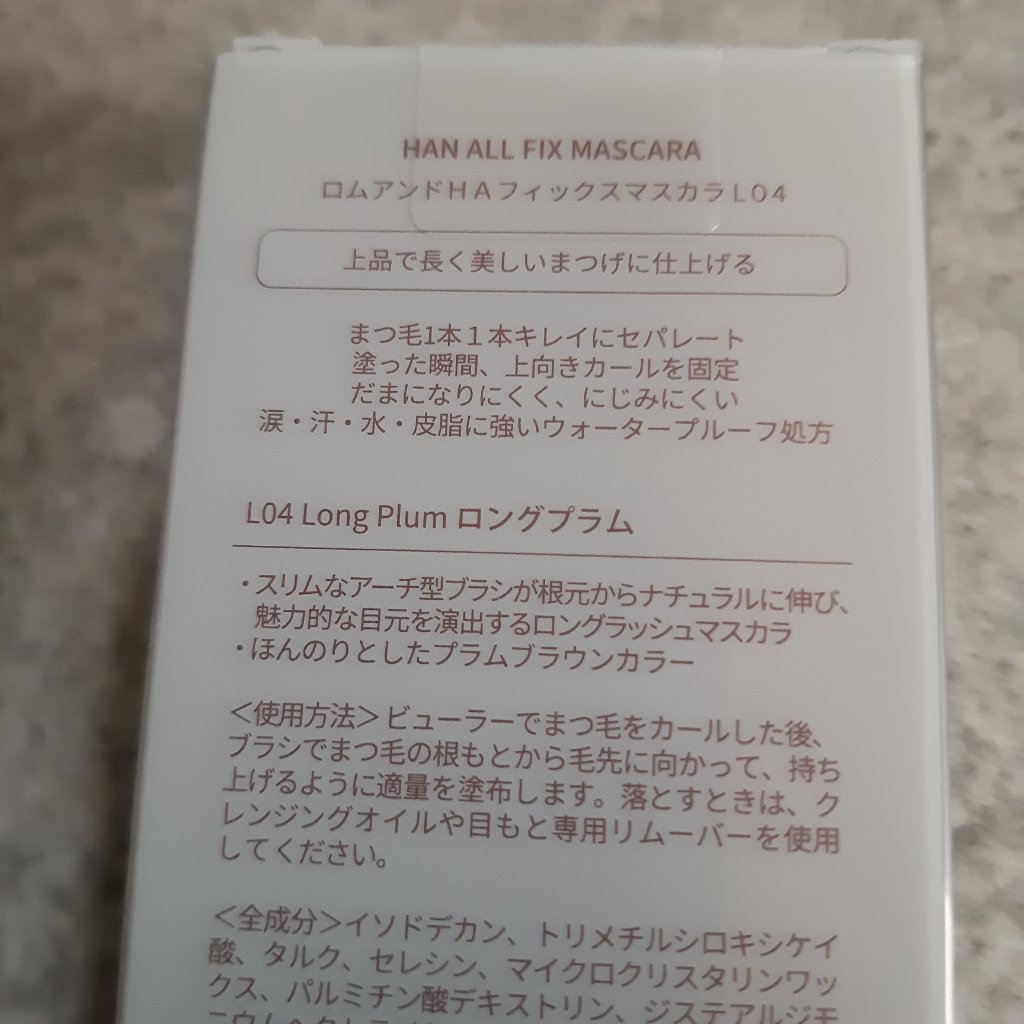 HAN ALL FIX MASCARA
ロムアンドＨＡフィックスマスカラＬ０４
上品で長く美しいまつげに仕上げる
まつ毛1本１本キレイにセパレート
塗った瞬間、上向きカールを固定
だまになりにくく、にじみにくい
涙・汗・水・皮脂に強いウォータープルーフ処方
L04 Long Plum ロングプラム
・スリムなアーチ型ブラシが根元からナチュラルに伸び、
魅力的な目元を演出するロングラッシュマスカラ
・ほんのりとしたプラムブラウンカラー
＜使用方法＞ビューラーでまつ毛をカールした後、
ブラシでまつ毛の根もとから毛先に向かって、持ち
上げるように適量を塗布します。落とすときは、ク
レンジングオイルや目もと専用リムーバーを使用
してください。
＜全成分＞イソドデカン、トリメチルシロキシケイ
酸、タルク、セレシン、マイクロクリスタリンワッ
クス、パルミチン酸デキストリン、ジステアルジモ